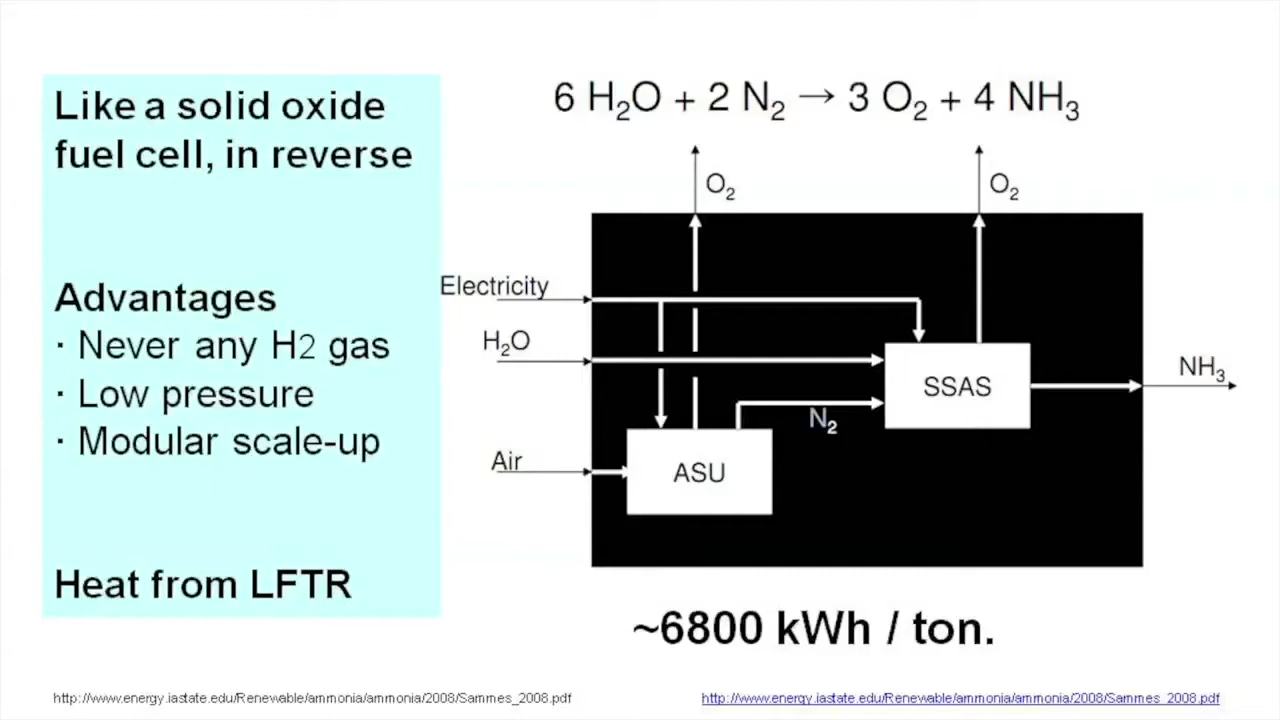 Like a solid oxide
fuel cell, in reverse
Advantages
· Never any H2 gas
· Low pressure
· Modular scale-up
Heat from LFTR
6 H₂O + 2 N₂ → 3 O₂ + 4 NH₃
O₂
O₂
Electricity
H₂O
Air
N₂
SSAS
ASU
NH₃
~6800 kWh / ton.
http://www.energy.iastate.edu/Renewable/ammonia/ammonia/2008/Sammes_2008.pdf
http://www.energy.iastate.edu/Renewable/ammonia/ammonia/2008/Sammes_2008.pdf